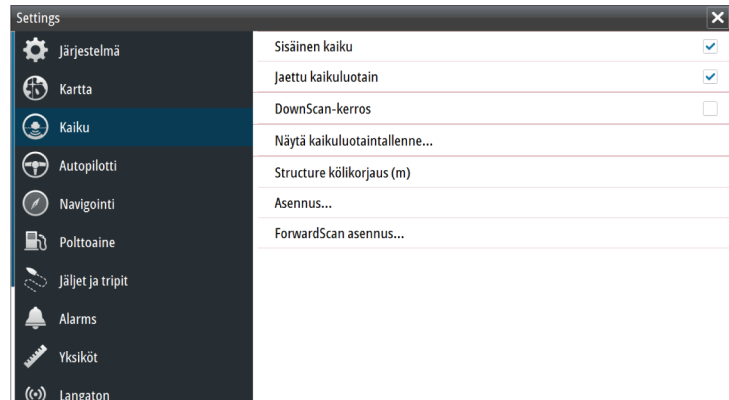 Settings
Järjestelmä
Kartta
Kaiku
Autopilotti
Navigointi
Polttoaine
Jäljet ja tripit
Alarms
Yksiköt
Langaton
Sisäinen kaiku
Jaettu kaikuluotain
DownScan-kerros
Näytä kaikuluotaintallenne...
Structure kölikorjaus (m)
Asennus...
ForwardScan asennus...